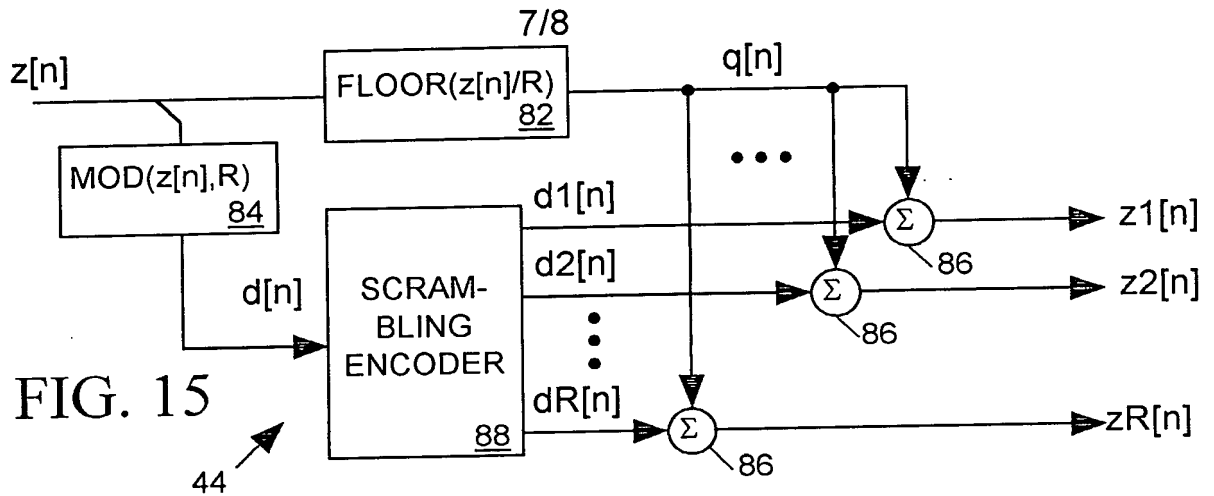 7/8
z[n]
FLOOR(z[n]/R)
82
q[n]
MOD(z[n],R)
84
d1[n]
Σ
z1[n]
86
d[n]
SCRAM-
BLING
ENCODER
88
d2[n]
Σ
z2[n]
86
dR[n]
Σ
zR[n]
86
FIG. 15
44